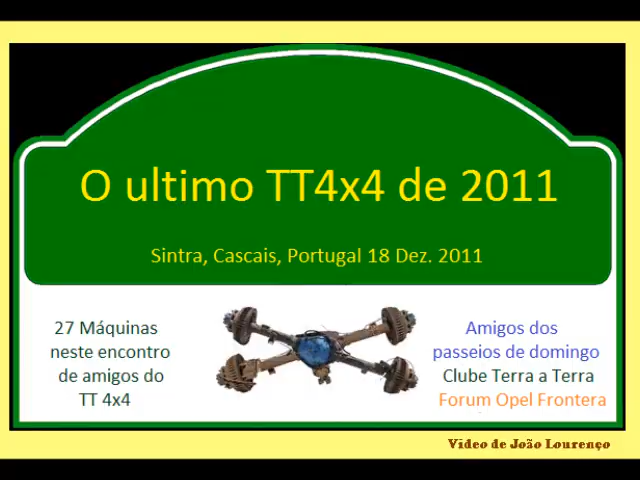 O ultimo TT4x4 de 2011
Sintra, Cascais, Portugal 18 Dez. 2011
27 Máquinas
neste encontro
de amigos do
TT 4x4
Amigos dos
passeios de domingo
Clube Terra a Terra
Forum Opel Frontera
Video de João Lourenço